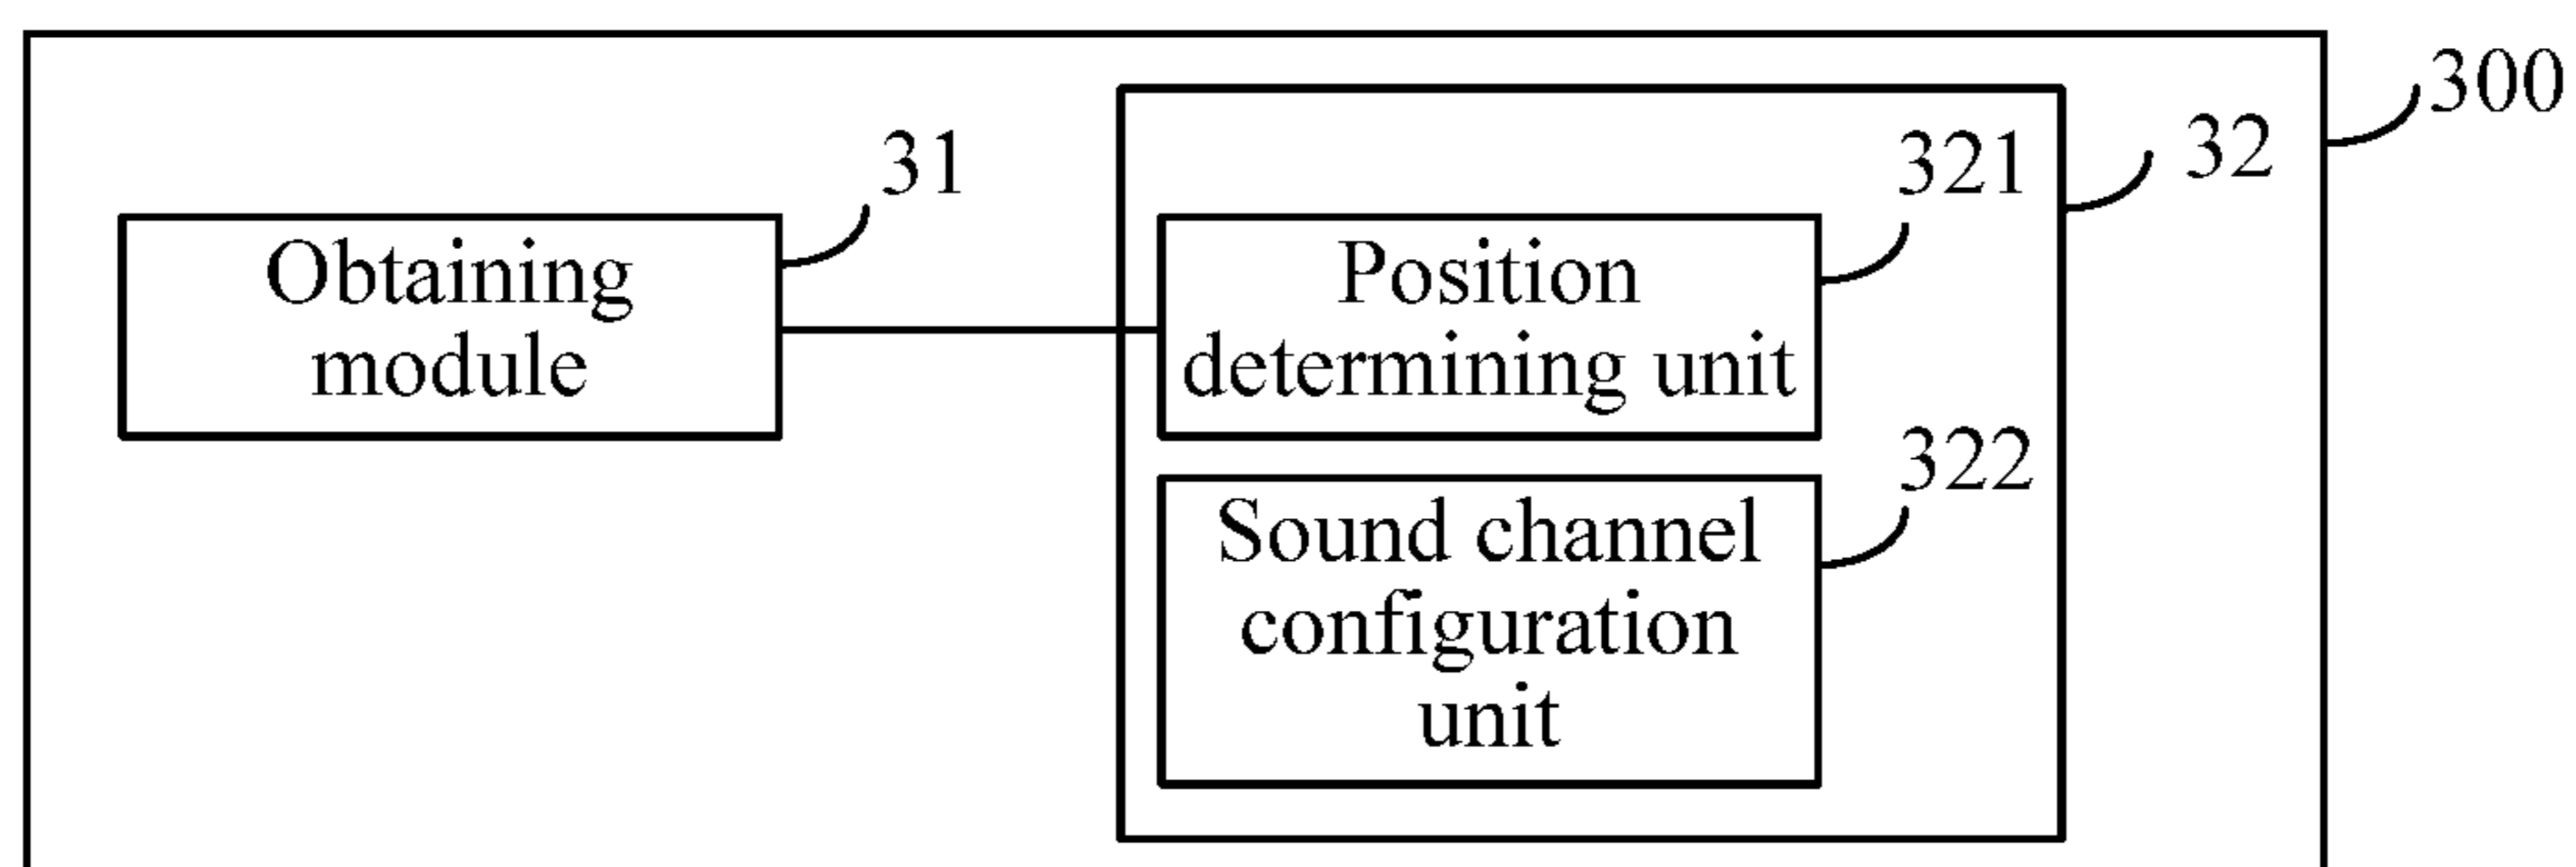 300
31
321
32
Obtaining
module
Position
determining unit
322
Sound channel
configuration
unit